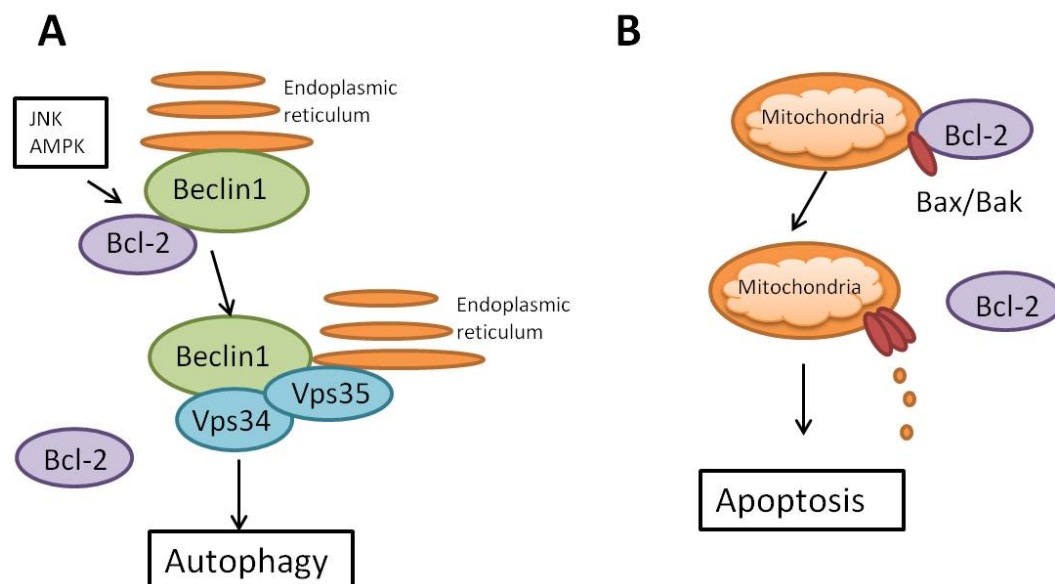 A
Endoplasmic
reticulum
JNK
AMPK
Beclin1
Bcl-2
Endoplasmic
reticulum
Beclin1
Vps35
Vps34
Bcl-2
Autophagy
B
Mitochondria
Bcl-2
Bax/Bak
Mitochondria
Bcl-2
Apoptosis